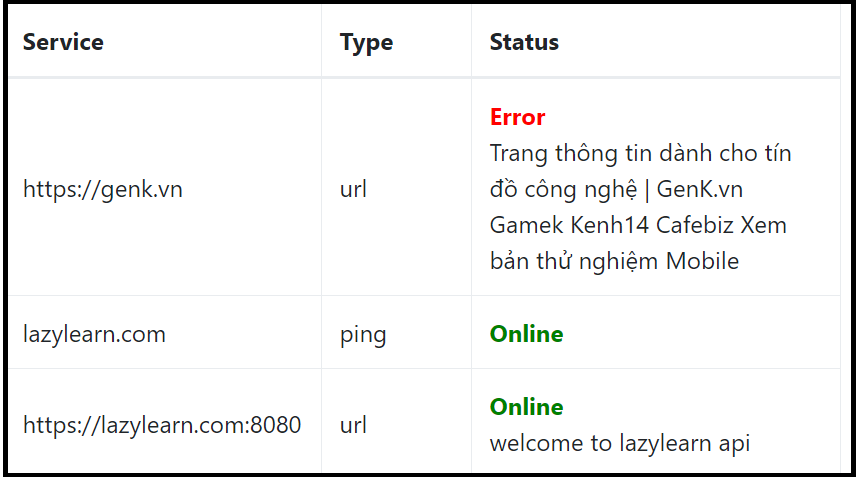 Service Type Status
Error
Trang thông tin dành cho tín
https://genk.vn url đồ công nghệ | GenK.vn
Gamek Kenh14 Cafebiz Xem
bản thử nghiệm Mobile
lazylearn.com ping Online
Online
https://lazylearn.com:8080 url
welcome to lazylearn api